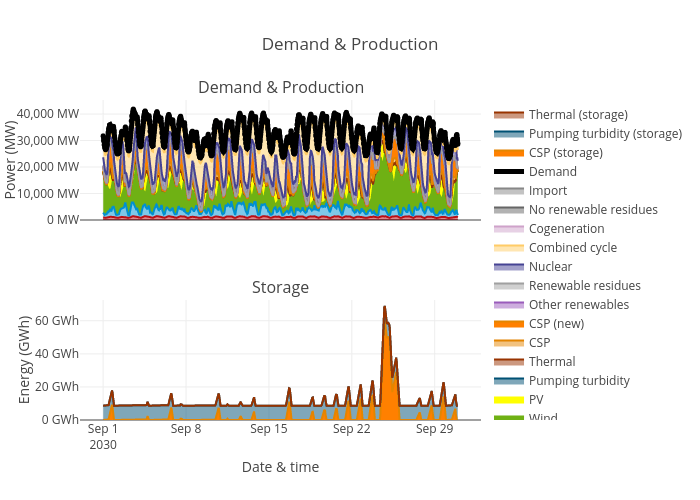 Demand & Production
Demand & Production
40,000 MW
30,000 MW
20,000 MW
10,000 MW
0 MW
Power (MW)
Storage
60 GWh
40 GWh
20 GWh
0 GWh
Energy (GWh)
Sep 1
2030
Sep 8
Sep 15
Sep 22
Sep 29
Date & time
Thermal (storage)
Pumping turbidity (storage)
CSP (storage)
Demand
Import
No renewable residues
Cogeneration
Combined cycle
Nuclear
Renewable residues
Other renewables
CSP (new)
CSP
Thermal
Pumping turbidity
PV
Wind